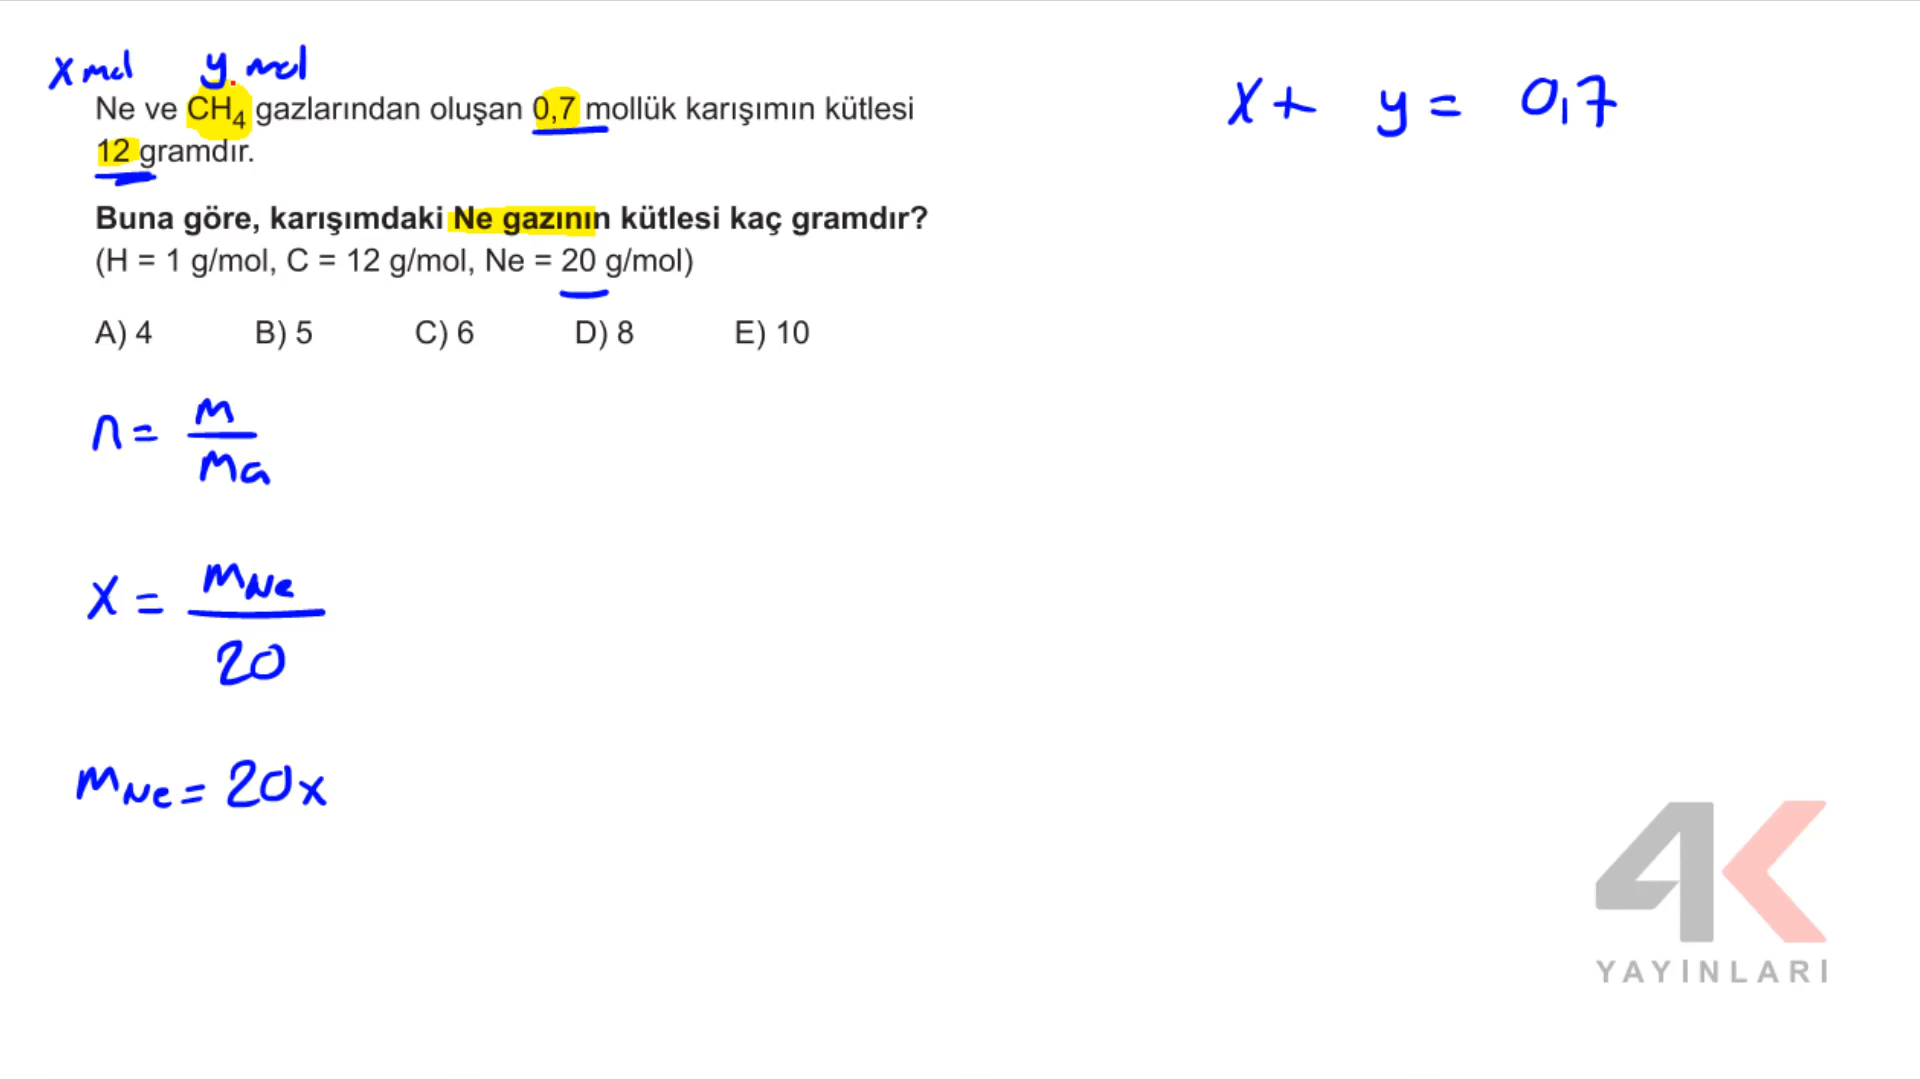 x mol y mol
x + y = 0,7
Ne ve CH₄ gazlarından oluşan 0,7 mollük karışımın kütlesi
12 gramdır.
Buna göre, karışımdaki Ne gazının kütlesi kaç gramdır?
(H = 1 g/mol, C = 12 g/mol, Ne = 20 g/mol)
A) 4 B) 5 C) 6 D) 8 E) 10
n = m / Ma
x = mNe / 20
mNe = 20x
4K
YAYINLARI